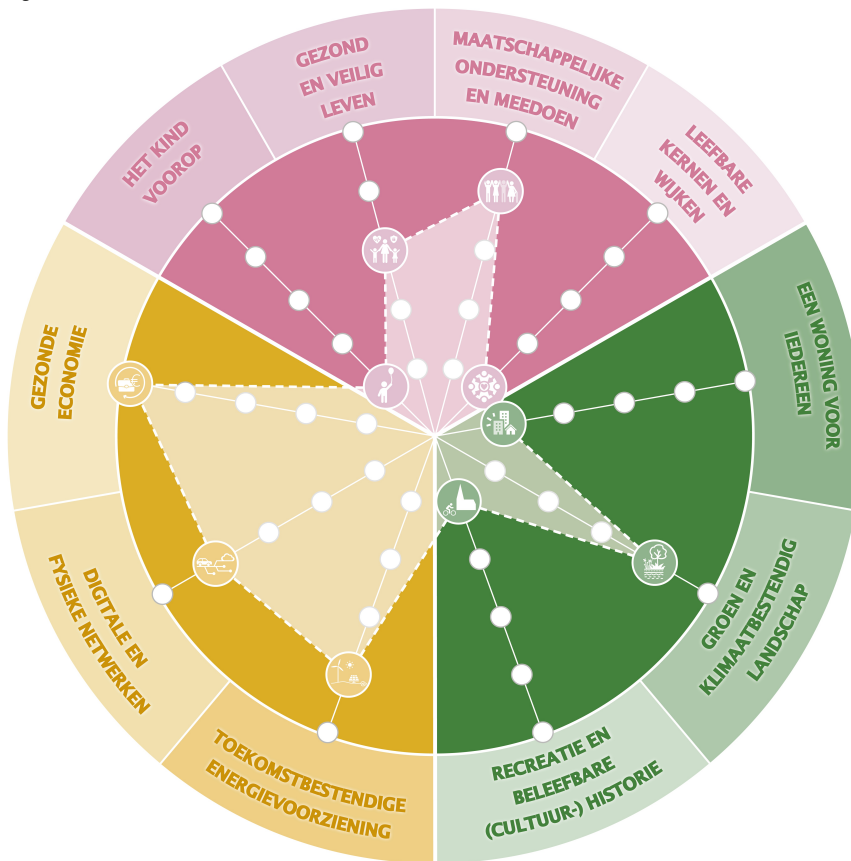 GEZOND
EN VEILIG
LEVEN
MAATSCHAPPELIJKE
ONDERSTEUNING
EN MEEDOEN
LEEFBARE
KERNEN EN
WIJKEN
EEN WONING VOOR
IEDEREEN
GROEN EN
KLIMAATBESTENDIG
LANDSCHAP
RECREATIE EN
BELEEFBARE
(CULTUUR-) HISTORIE
TOEKOMSTBESTENDIGE
ENERGIEVOORZIENING
DIGITALE EN
FYSIEKE NETWERKEN
GEZONDE
ECONOMIE
HET KIND
VOOROP